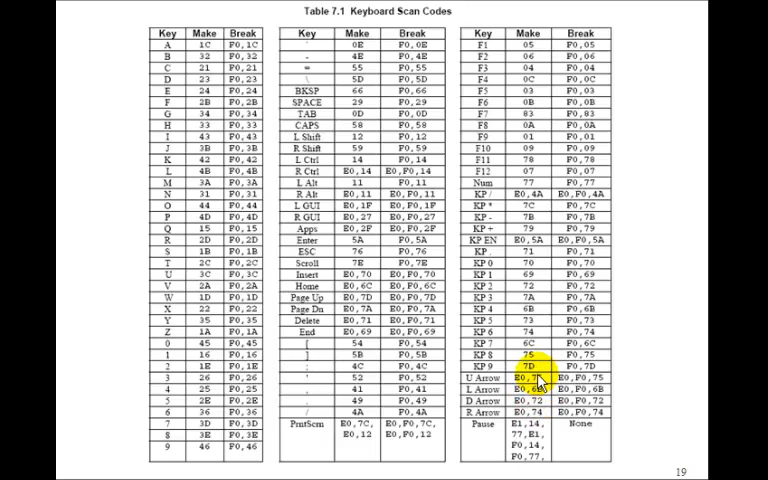 Table 7.1 Keyboard Scan Codes
Key Make Break
A 1C F0,1C
B 32 F0,32
C 21 F0,21
D 23 F0,23
E 24 F0,24
F 2B F0,2B
G 34 F0,34
H 33 F0,33
I 43 F0,43
J 3B F0,3B
K 42 F0,42
L 4B F0,4B
M 3A F0,3A
N 31 F0,31
O 44 F0,44
P 4D F0,4D
Q 15 F0,15
R 2D F0,2D
S 1B F0,1B
T 2C F0,2C
U 3C F0,3C
V 2A F0,2A
W 1D F0,1D
X 22 F0,22
Y 35 F0,35
Z 1A F0,1A
0 45 F0,45
1 16 F0,16
2 1E F0,1E
3 26 F0,26
4 25 F0,25
5 2E F0,2E
6 36 F0,36
7 3D F0,3D
8 3E F0,3E
9 46 F0,46
Key Make Break
` 0E F0,0E
- 4E F0,4E
= 55 F0,55
\ 5D F0,5D
BKSP 66 F0,66
SPACE 29 F0,29
TAB 0D F0,0D
CAPS 58 F0,58
L Shift 12 F0,12
R Shift 59 F0,59
L Ctrl 14 F0,14
R Ctrl E0,14 E0,F0,14
L Alt 11 F0,11
R Alt E0,11 E0,F0,11
L GUI E0,1F E0,F0,1F
R GUI E0,27 E0,F0,27
Apps E0,2F E0,F0,2F
Enter 5A F0,5A
ESC 76 F0,76
Scroll 7E F0,7E
Insert E0,70 E0,F0,70
Home E0,6C E0,F0,6C
Page Up E0,7D E0,F0,7D
Page Dn E0,7A E0,F0,7A
Delete E0,71 E0,F0,71
End E0,69 E0,F0,69
[ 54 F0,54
] 5B F0,5B
; 4C F0,4C
' 52 F0,52
, 41 F0,41
. 49 F0,49
/ 4A F0,4A
PrntScrn E0,7C, E0,F0,7C,
E0,12 E0,F0,12
Key Make Break
F1 05 F0,05
F2 06 F0,06
F3 04 F0,04
F4 0C F0,0C
F5 03 F0,03
F6 0B F0,0B
F7 83 F0,83
F8 0A F0,0A
F9 01 F0,01
F10 09 F0,09
F11 78 F0,78
F12 07 F0,07
Num 77 F0,77
KP / E0,4A E0,F0,4A
KP * 7C F0,7C
KP - 7B F0,7B
KP + 79 F0,79
KP EN E0,5A E0,F0,5A
KP . 71 F0,71
KP 0 70 F0,70
KP 1 69 F0,69
KP 2 72 F0,72
KP 3 7A F0,7A
KP 4 6B F0,6B
KP 5 73 F0,73
KP 6 74 F0,74
KP 7 6C F0,6C
KP 8 75 F0,75
KP 9 7D F0,7D
U Arrow E0,F0,75
L Arrow E0,6B E0,F0,6B
D Arrow E0,72 E0,F0,72
R Arrow E0,74 E0,F0,74
Pause E1,14, None
77,E1,
F0,14,
F0,77,
19